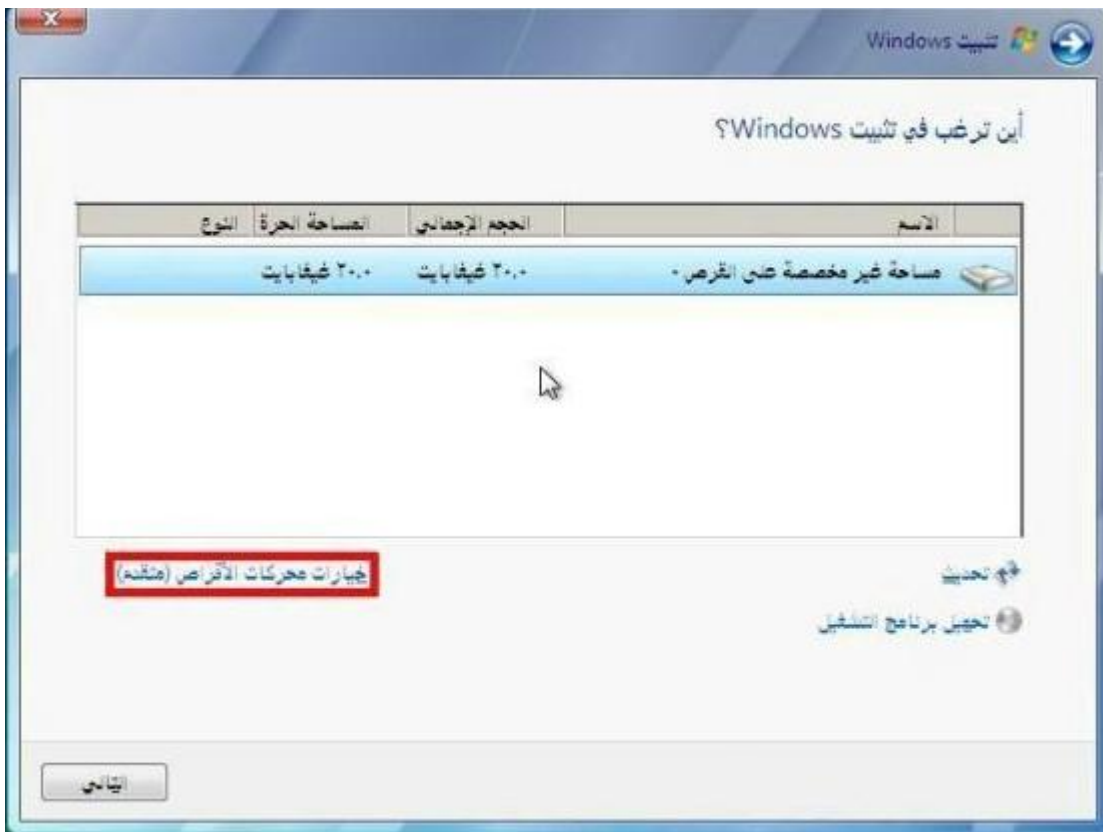 تثبيت Windows
أين ترغب في تثبيت Windows؟
الاسم الحجم الإجمالي المساحة الحرة النوع
مساحة غير مخصصة على القرص ٠ ٢٠.٠ غيغابايت ٢٠.٠ غيغابايت
تحديث خيارات محركات الأقراص (متقدم)
تحميل برنامج التشغيل
التالي